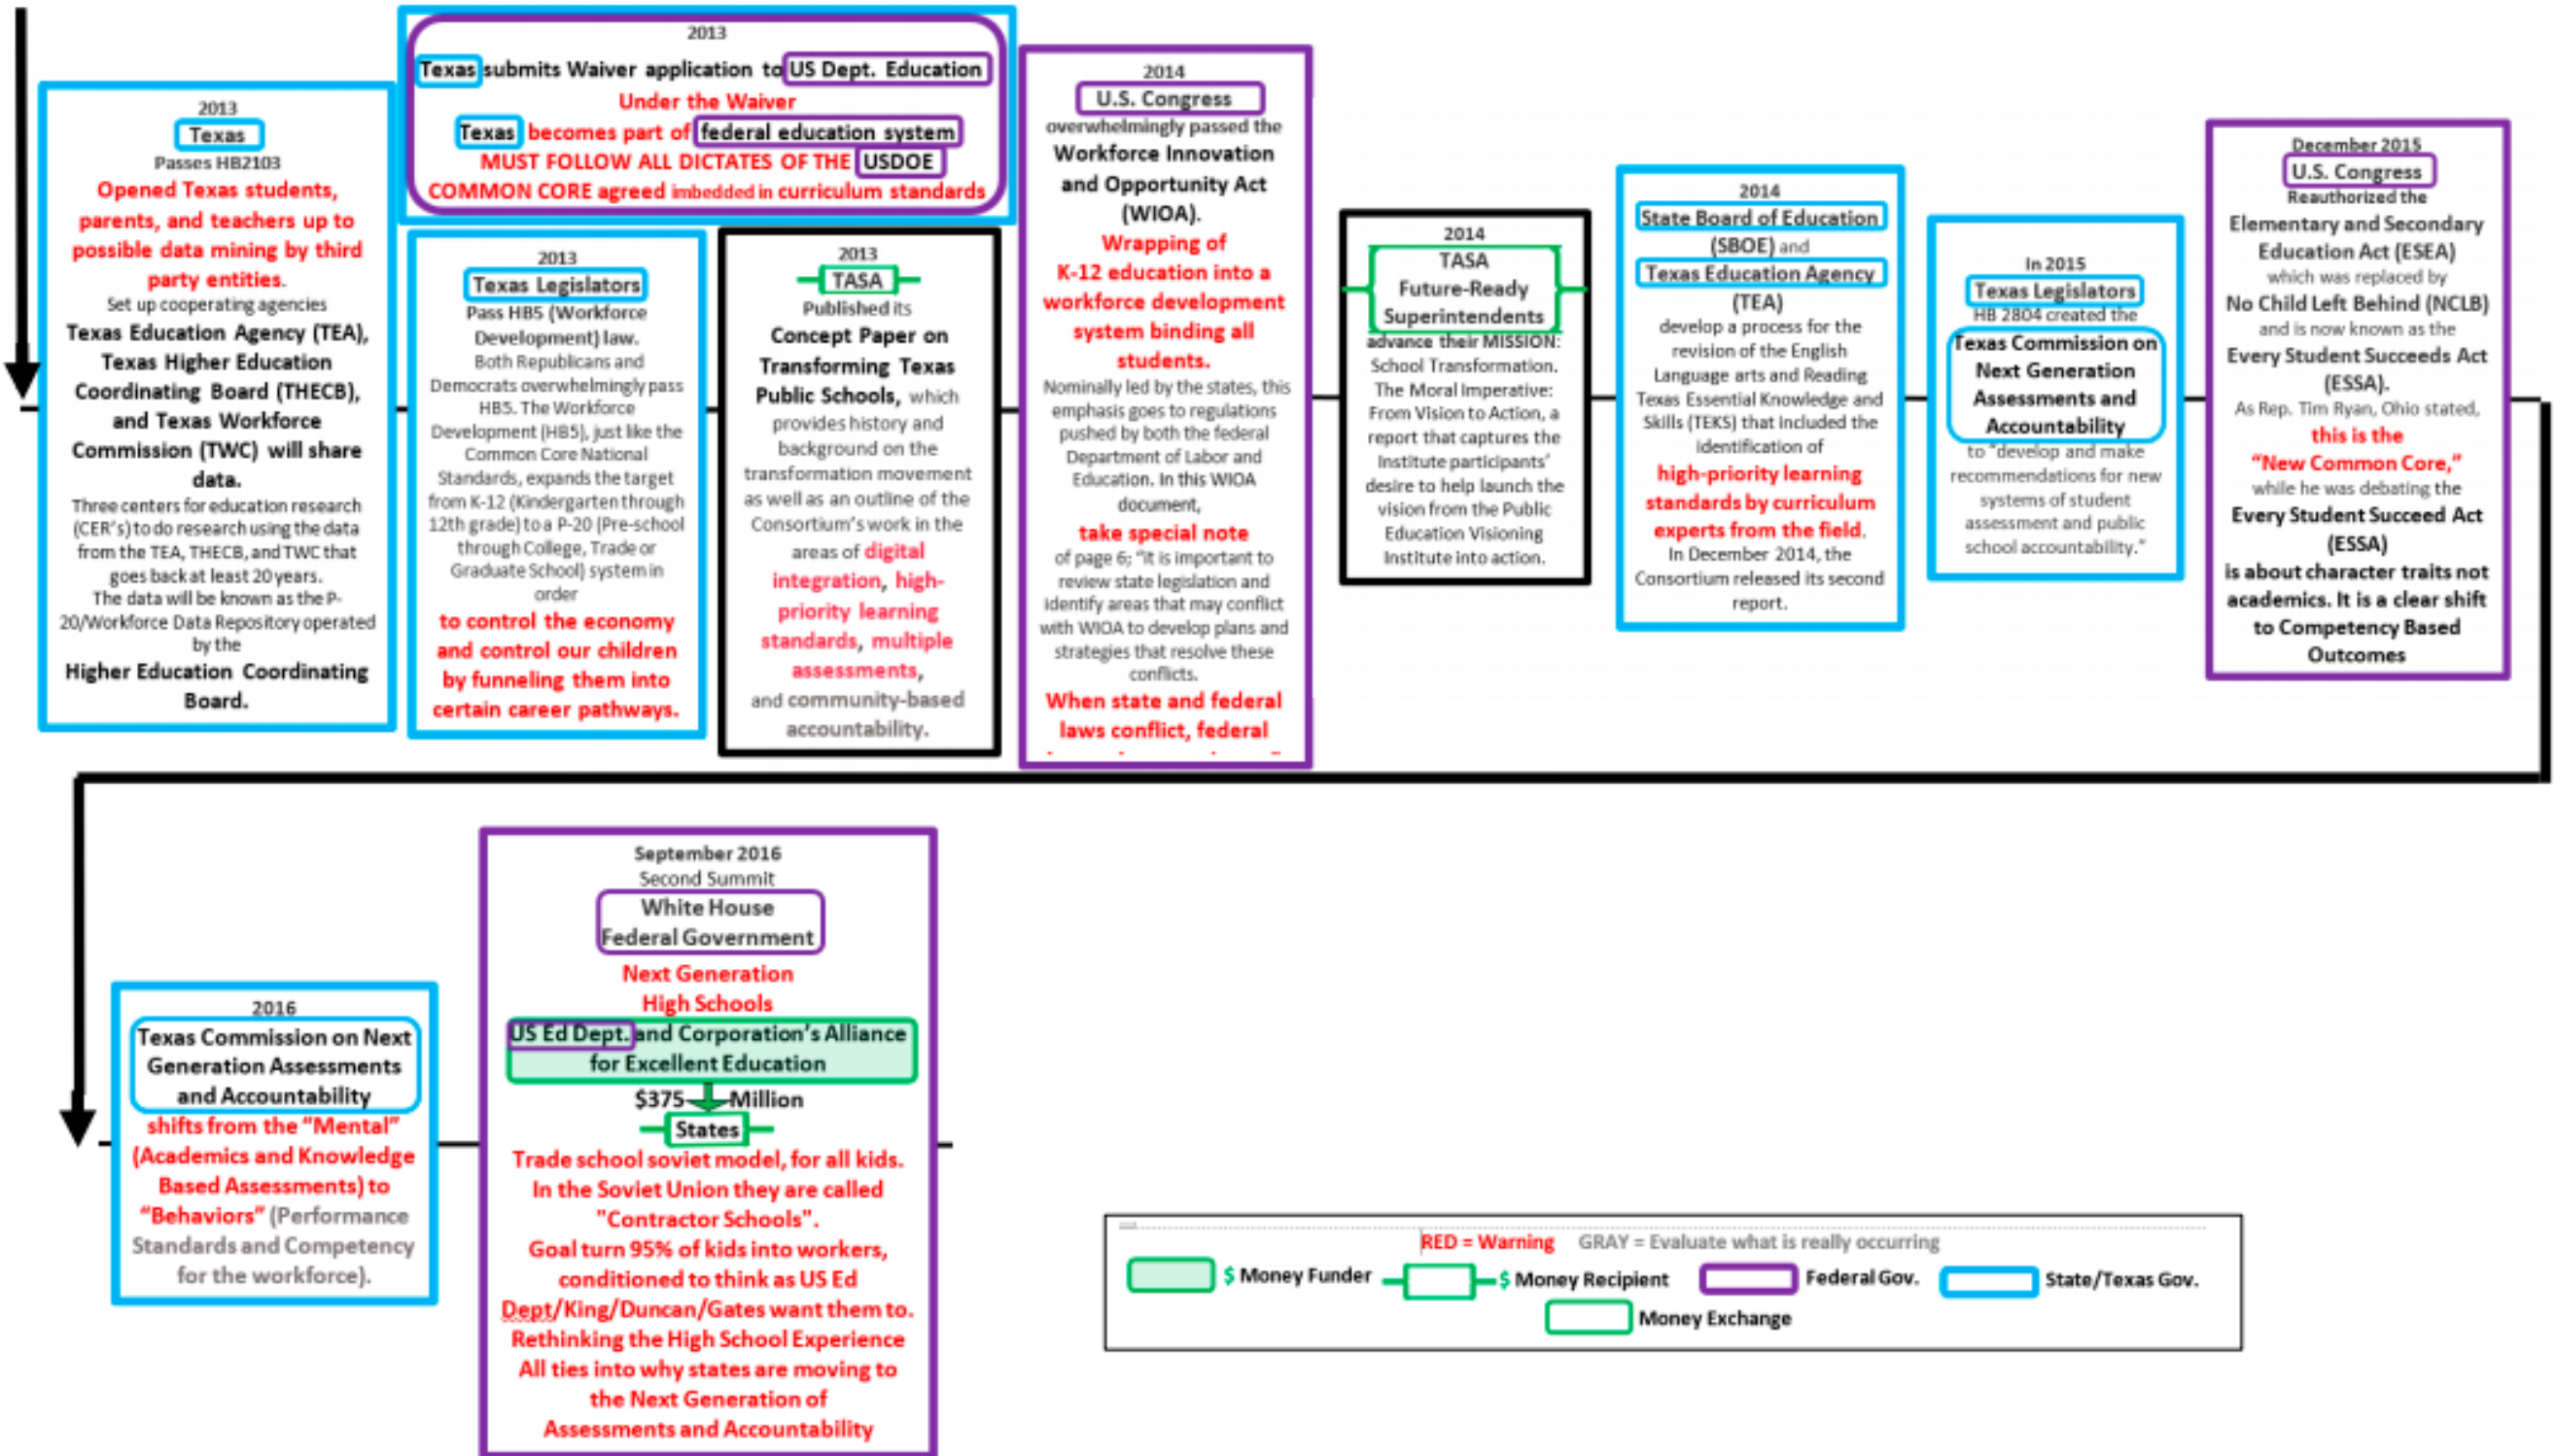 2013
Texas
Passes HB2103
Opened Texas students,
parents, and teachers up to
possible data mining by third
party entities.
Set up cooperating agencies
Texas Education Agency (TEA),
Texas Higher Education
Coordinating Board (THECB),
and Texas Workforce
Commission (TWC) will share
data.
Three centers for education research
(CER's) to do research using the data
from the TEA, THECB, and TWC that
goes back at least 20 years.
The data will be known as the P-
20/Workforce Data Repository operated
by the
Higher Education Coordinating
Board.
2013
Texas submits Waiver application to US Dept. Education
Under the Waiver
Texas becomes part of federal education system
MUST FOLLOW ALL DICTATES OF THE USDOE
COMMON CORE agreed imbedded in curriculum standards
2013
Texas Legislators
Pass HB5 (Workforce
Development) law.
Both Republicans and
Democrats overwhelmingly pass
HB5. The Workforce
Development (HB5), just like the
Common Core National
Standards, expands the target
from K-12 (Kindergarten through
12th grade) to a P-20 (Pre-school
through College, Trade or
Graduate School) system in
order
to control the economy
and control our children
by funneling them into
certain career pathways.
2013
TASA
Published its
Concept Paper on
Transforming Texas
Public Schools, which
provides history and
background on the
transformation movement
as well as an outline of the
Consortium's work in the
areas of digital
integration, high-
priority learning
standards, multiple
assessments,
and community-based
accountability.
2014
U.S. Congress
overwhelmingly passed the
Workforce Innovation
and Opportunity Act
(WIOA).
Wrapping of
K-12 education into a
workforce development
system binding all
students.
Nominally led by the states, this
emphasis goes to regulations
pushed by both the federal
Department of Labor and
Education. In this WIOA
document,
take special note
of page 6; "it is important to
review state legislation and
identify areas that may conflict
with WIOA to develop plans and
strategies that resolve these
conflicts.
When state and federal
laws conflict, federal
2014
TASA
Future-Ready
Superintendents
advance their MISSION:
School Transformation.
The Moral Imperative:
From Vision to Action, a
report that captures the
Institute participants'
desire to help launch the
vision from the Public
Education Visioning
Institute into action.
2014
State Board of Education
(SBOE) and
Texas Education Agency
(TEA)
develop a process for the
revision of the English
Language arts and Reading
Texas Essential Knowledge and
Skills (TEKS) that included the
identification of
high-priority learning
standards by curriculum
experts from the field.
In December 2014, the
Consortium released its second
report.
In 2015
Texas Legislators
HB 2804 created the
Texas Commission on
Next Generation
Assessments and
Accountability
to "develop and make
recommendations for new
systems of student
assessment and public
school accountability."
December 2015
U.S. Congress
Reauthorized the
Elementary and Secondary
Education Act (ESEA)
which was replaced by
No Child Left Behind (NCLB)
and is now known as the
Every Student Succeeds Act
(ESSA).
As Rep. Tim Ryan, Ohio stated,
this is the
"New Common Core,"
while he was debating the
Every Student Succeed Act
(ESSA)
is about character traits not
academics. It is a clear shift
to Competency Based
Outcomes
2016
Texas Commission on Next
Generation Assessments
and Accountability
shifts from the "Mental"
(Academics and Knowledge
Based Assessments) to
"Behaviors" (Performance
Standards and Competency
for the workforce).
September 2016
Second Summit
White House
Federal Government
Next Generation
High Schools
US Ed Dept. and Corporation's Alliance
for Excellent Education
$375 Million
States
Trade school soviet model, for all kids.
In the Soviet Union they are called
"Contractor Schools".
Goal turn 95% of kids into workers,
conditioned to think as US Ed
Dept/King/Duncan/Gates want them to.
Rethinking the High School Experience
All ties into why states are moving to
the Next Generation of
Assessments and Accountability
RED = Warning GRAY = Evaluate what is really occurring
$ Money Funder $ Money Recipient Federal Gov. State/Texas Gov.
Money Exchange